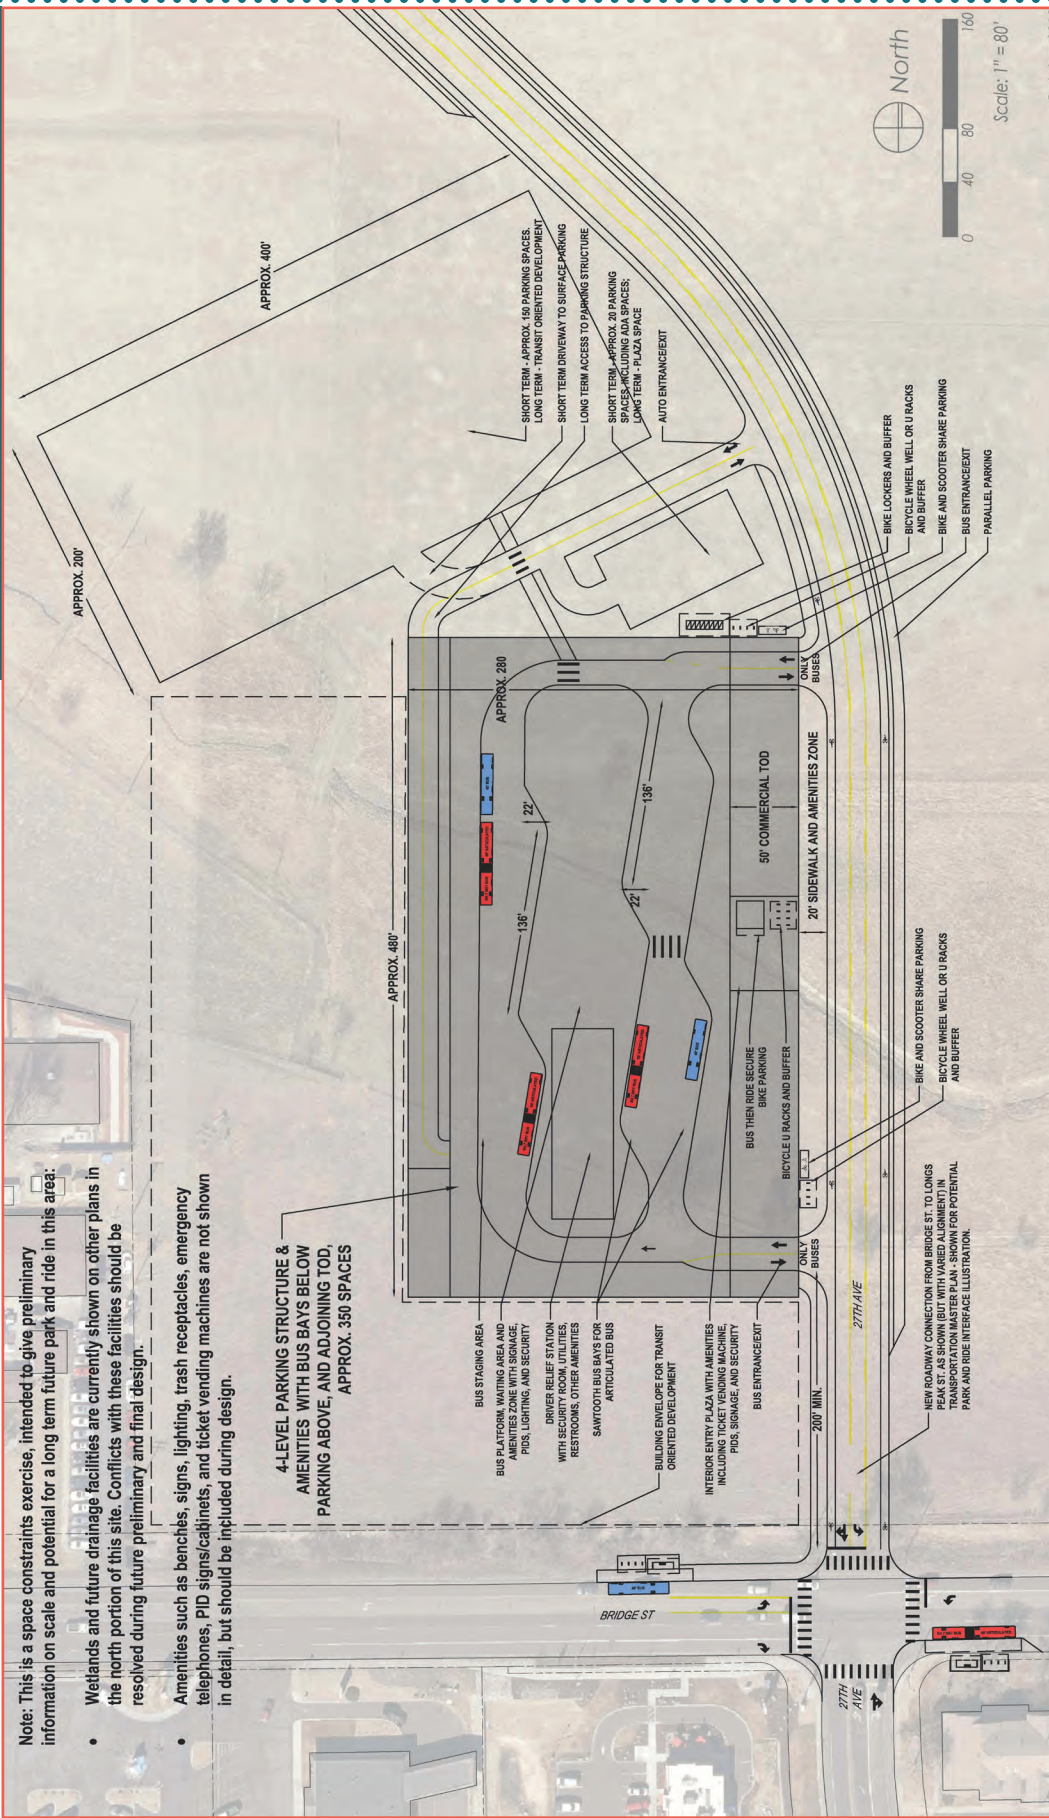 Note: This is a space constraints exercise, intended to give preliminary
information on scale and potential for a long term future park and ride in this area:
• Wetlands and future drainage facilities are currently shown on other plans in
the north portion of this site. Conflicts with these facilities should be
resolved during future preliminary and final design.
• Amenities such as benches, signs, lighting, trash receptacles, emergency
telephones, PID signs/cabinets, and ticket vending machines are not shown
in detail, but should be included during design.
4-LEVEL PARKING STRUCTURE &
AMENITIES WITH BUS BAYS BELOW
PARKING ABOVE, AND ADJOINING TOD,
APPROX. 350 SPACES
BUS STAGING AREA
BUS PLATFORM, WAITING AREA AND
AMENITIES ZONE WITH SIGNAGE,
PIDS, LIGHTING, AND SECURITY
DRIVER RELIEF STATION
WITH SECURITY ROOM, UTILITIES,
RESTROOMS, OTHER AMENITIES
SAWTOOTH BUS BAYS FOR
ARTICULATED BUS
BUILDING ENVELOPE FOR TRANSIT
ORIENTED DEVELOPMENT
INTERIOR ENTRY PLAZA WITH AMENITIES
INCLUDING TICKET VENDING MACHINE,
PIDS, SIGNAGE, AND SECURITY
BUS ENTRANCE/EXIT
200' MIN.
BRIDGE ST
27TH
AVE
27TH AVE
NEW ROADWAY CONNECTION FROM BRIDGE ST. TO LONGS
PEAK ST. AS SHOWN (BUT WITH VARIED ALIGNMENT) IN
TRANSPORTATION MASTER PLAN - SHOWN FOR POTENTIAL
PARK AND RIDE INTERFACE ILLUSTRATION.
BIKE AND SCOOTER SHARE PARKING
BICYCLE WHEEL WELL OR U RACKS
AND BUFFER
BUS THEN RIDE SECURE
BIKE PARKING
BICYCLE U RACKS AND BUFFER
ONLY
BUSES
APPROX. 480'
APPROX. 280
136'
22'
136'
22'
50' COMMERCIAL TOD
20' SIDEWALK AND AMENITIES ZONE
ONLY
BUSES
APPROX. 200'
APPROX. 400'
SHORT TERM - APPROX. 150 PARKING SPACES.
LONG TERM - TRANSIT ORIENTED DEVELOPMENT
SHORT TERM DRIVEWAY TO SURFACE PARKING
LONG TERM ACCESS TO PARKING STRUCTURE
SHORT TERM - APPROX. 20 PARKING
SPACES, INCLUDING ADA SPACES;
LONG TERM - PLAZA SPACE
AUTO ENTRANCE/EXIT
BIKE LOCKERS AND BUFFER
BICYCLE WHEEL WELL OR U RACKS
AND BUFFER
BIKE AND SCOOTER SHARE PARKING
BUS ENTRANCE/EXIT
PARALLEL PARKING
North
0 40 80 160
Scale: 1" = 80'